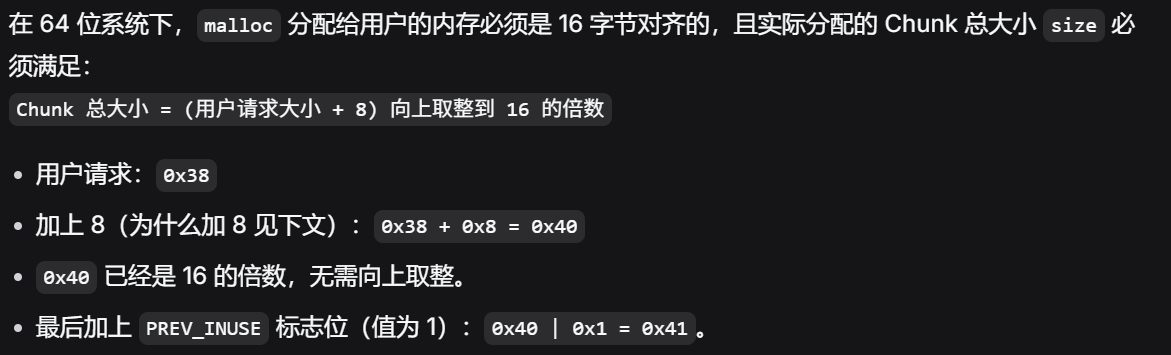 在 64 位系统下，malloc 分配给用户的内存必须是 16 字节对齐的，且实际分配的 Chunk 总大小 size 必
须满足：
Chunk 总大小 = (用户请求大小 + 8) 向上取整到 16 的倍数
• 用户请求：0x38
• 加上 8（为什么加 8 见下文）：0x38 + 0x8 = 0x40
• 0x40 已经是 16 的倍数，无需向上取整。
• 最后加上 PREV_INUSE 标志位（值为 1）：0x40 | 0x1 = 0x41。